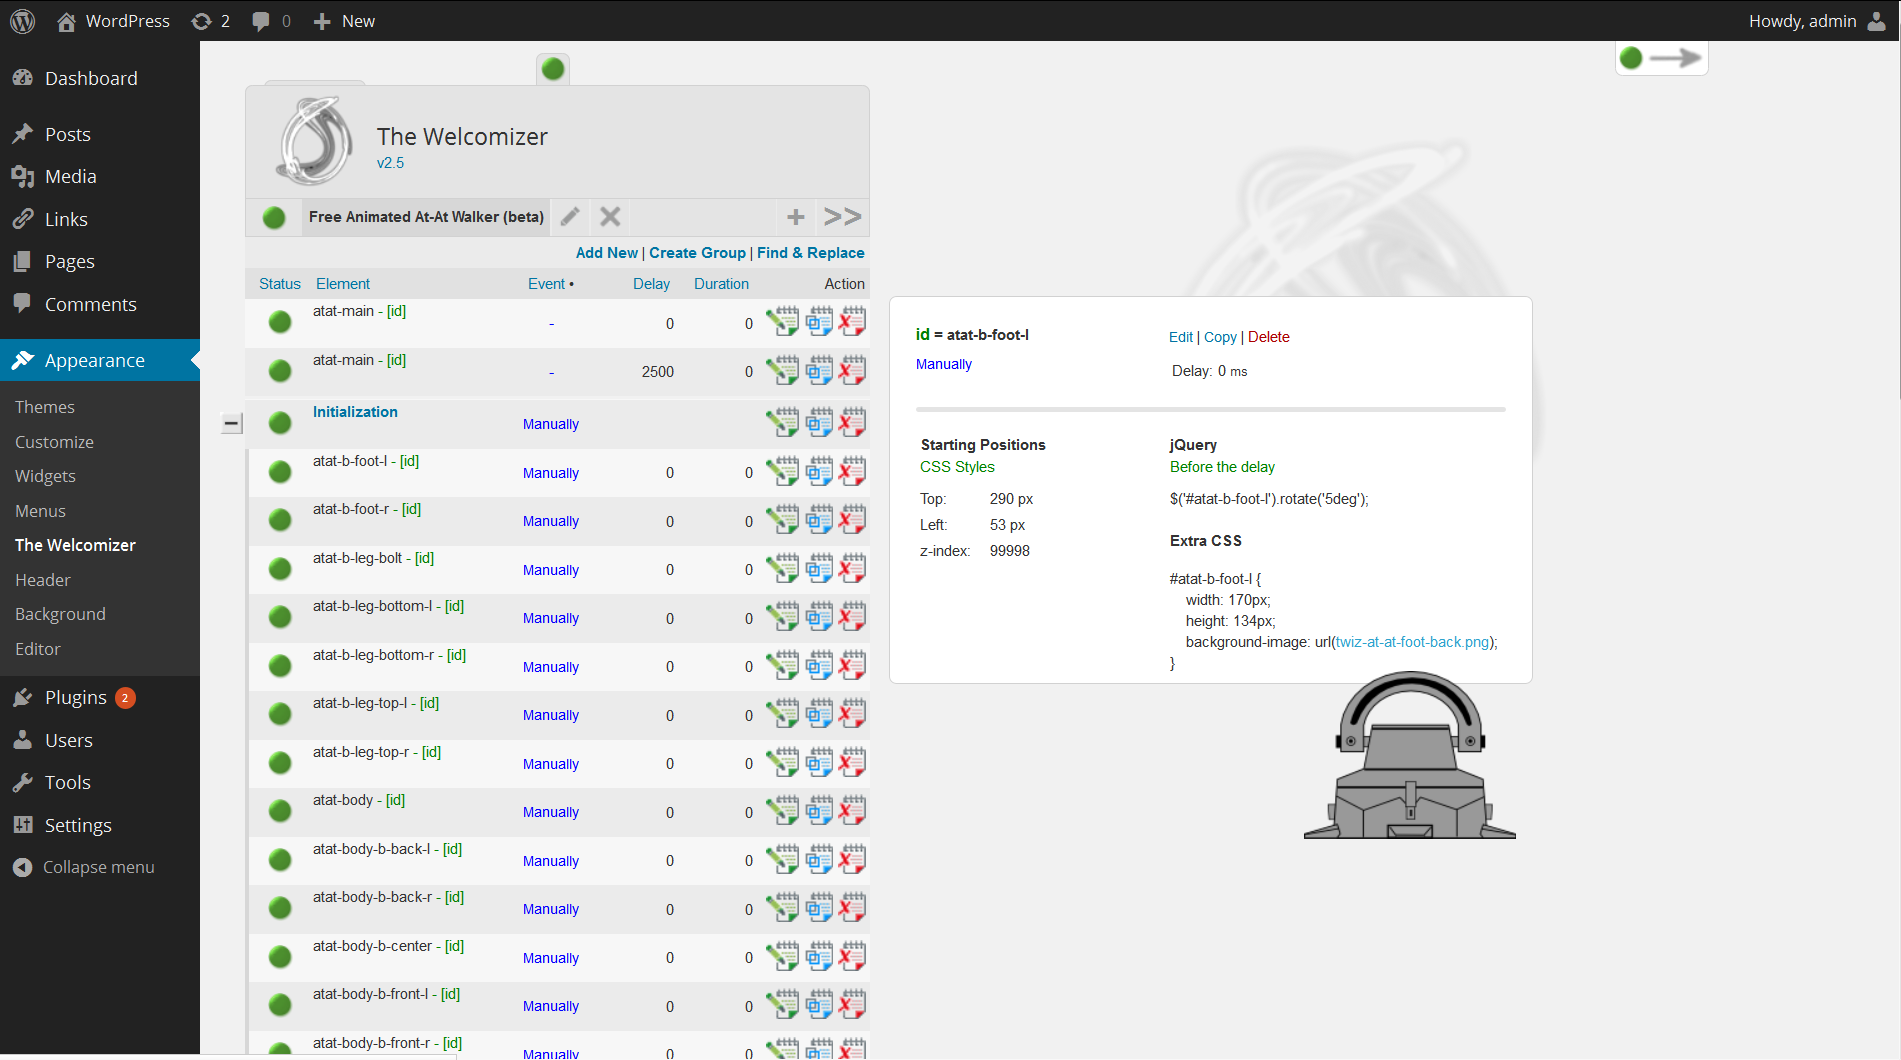 WordPress 2 0 New Howdy, admin
Dashboard
Posts
Media
Links
Pages
Comments
Appearance
Themes
Customize
Widgets
Menus
The Welcomizer
Header
Background
Editor
Plugins 2
Users
Tools
Settings
Collapse menu
The Welcomizer
v2.5
Free Animated At-At Walker (beta) + >>
Add New | Create Group | Find & Replace
Status Element Event • Delay Duration Action
atat-main - [id] - 0 0
atat-main - [id] - 2500 0
Initialization Manually
atat-b-foot-l - [id] Manually 0 0
atat-b-foot-r - [id] Manually 0 0
atat-b-leg-bolt - [id] Manually 0 0
atat-b-leg-bottom-l - [id] Manually 0 0
atat-b-leg-bottom-r - [id] Manually 0 0
atat-b-leg-top-l - [id] Manually 0 0
atat-b-leg-top-r - [id] Manually 0 0
atat-body - [id] Manually 0 0
atat-body-b-back-l - [id] Manually 0 0
atat-body-b-back-r - [id] Manually 0 0
atat-body-b-center - [id] Manually 0 0
atat-body-b-front-l - [id] Manually 0 0
atat-body-b-front-r - [id] Manually 0 0
id = atat-b-foot-l Edit | Copy | Delete
Manually Delay: 0 ms
Starting Positions
CSS Styles
Top: 290 px
Left: 53 px
z-index: 99998
jQuery
Before the delay
$('#atat-b-foot-l').rotate('5deg');
Extra CSS
#atat-b-foot-l {
width: 170px;
height: 134px;
background-image: url(twiz-at-at-foot-back.png);
}